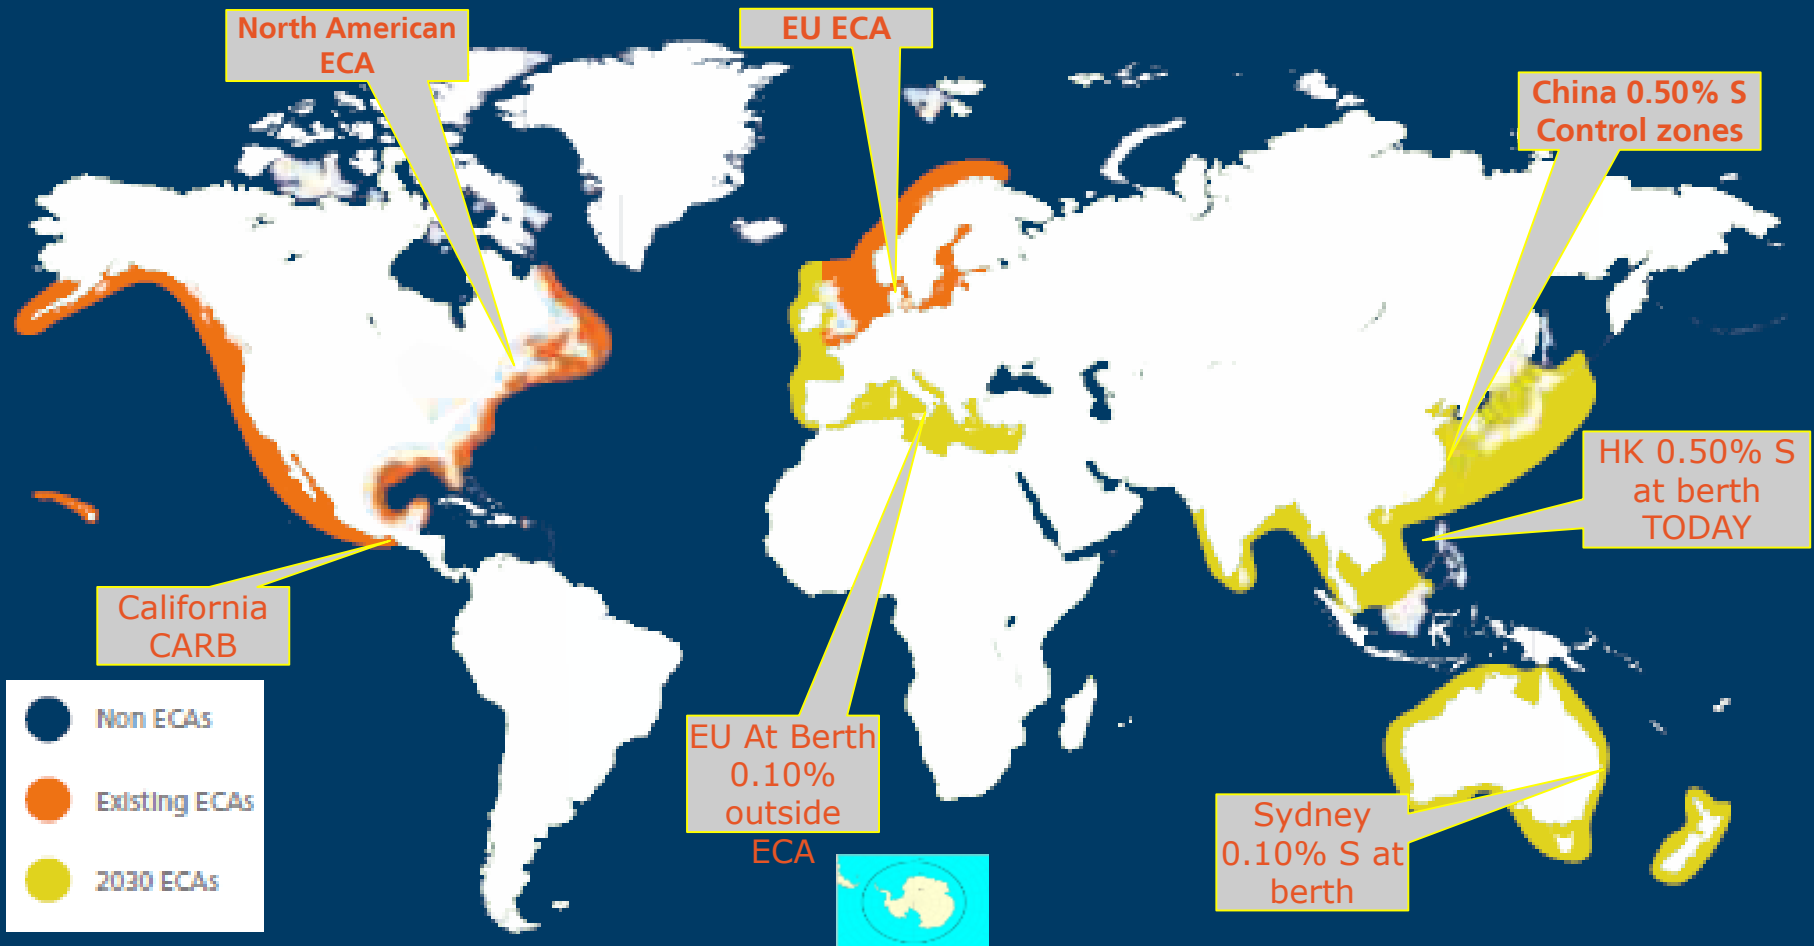 North American
ECA
EU ECA
China 0.50% S
Control zones
HK 0.50% S
at berth
TODAY
California
CARB
EU At Berth
0.10%
outside
ECA
Sydney
0.10% S at
berth
Non ECAs
Existing ECAs
2030 ECAs